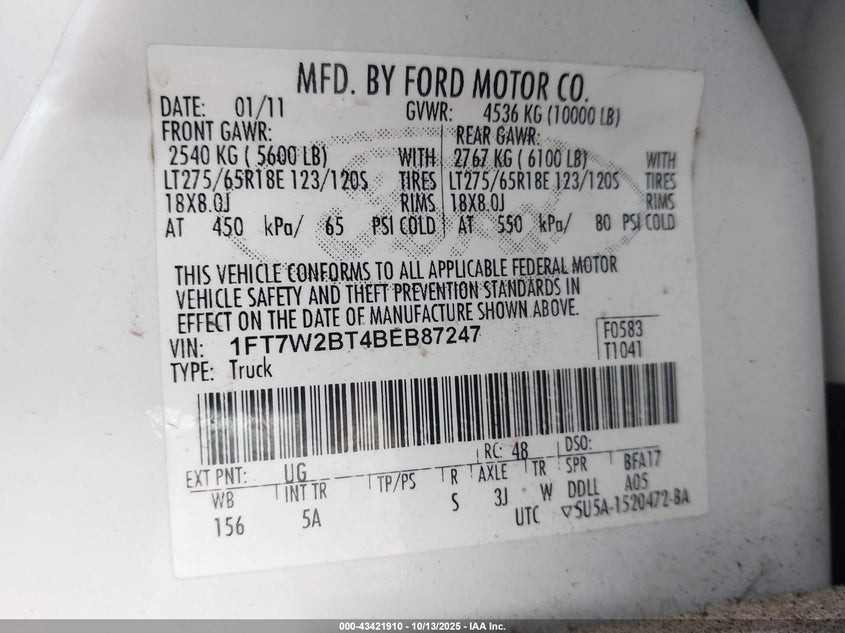 MFD. BY FORD MOTOR CO.
DATE: 01/11 GVWR: 4536 KG (10000 LB)
FRONT GAWR: REAR GAWR:
2540 KG ( 5600 LB) WITH 2767 KG ( 6100 LB) WITH
LT275/65R18E 123/120S TIRES LT275/65R18E 123/120S TIRES
18X8.0J RIMS 18X8.0J RIMS
AT 450 kPa/ 65 PSI COLD AT 550 kPa/ 80 PSI COLD
THIS VEHICLE CONFORMS TO ALL APPLICABLE FEDERAL MOTOR
VEHICLE SAFETY AND THEFT PREVENTION STANDARDS IN
EFFECT ON THE DATE OF MANUFACTURE SHOWN ABOVE.
VIN: 1FT7W2BT4BEB87247 F0583
TYPE: Truck T1041
EXT PNT: UG RC: 48 DSO:
WB INT TR TP/PS R AXLE TR SPR BFA17
156 5A S 3J W DDLL A05
UTC ▽5U5A-1520472-BA
000-43421910 - 10/13/2025 - IAA Inc.